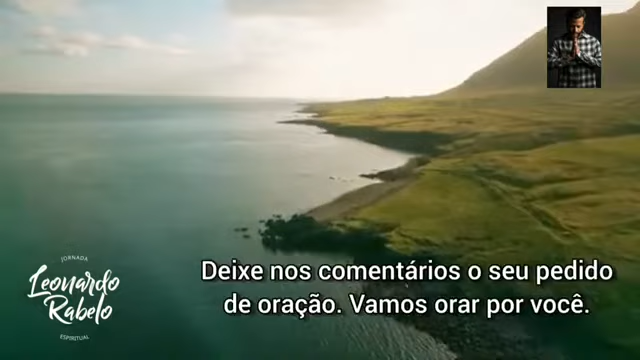 JORNADA
Leonardo
Rabelo
ESPIRITUAL
Deixe nos comentários o seu pedido
de oração. Vamos orar por você.